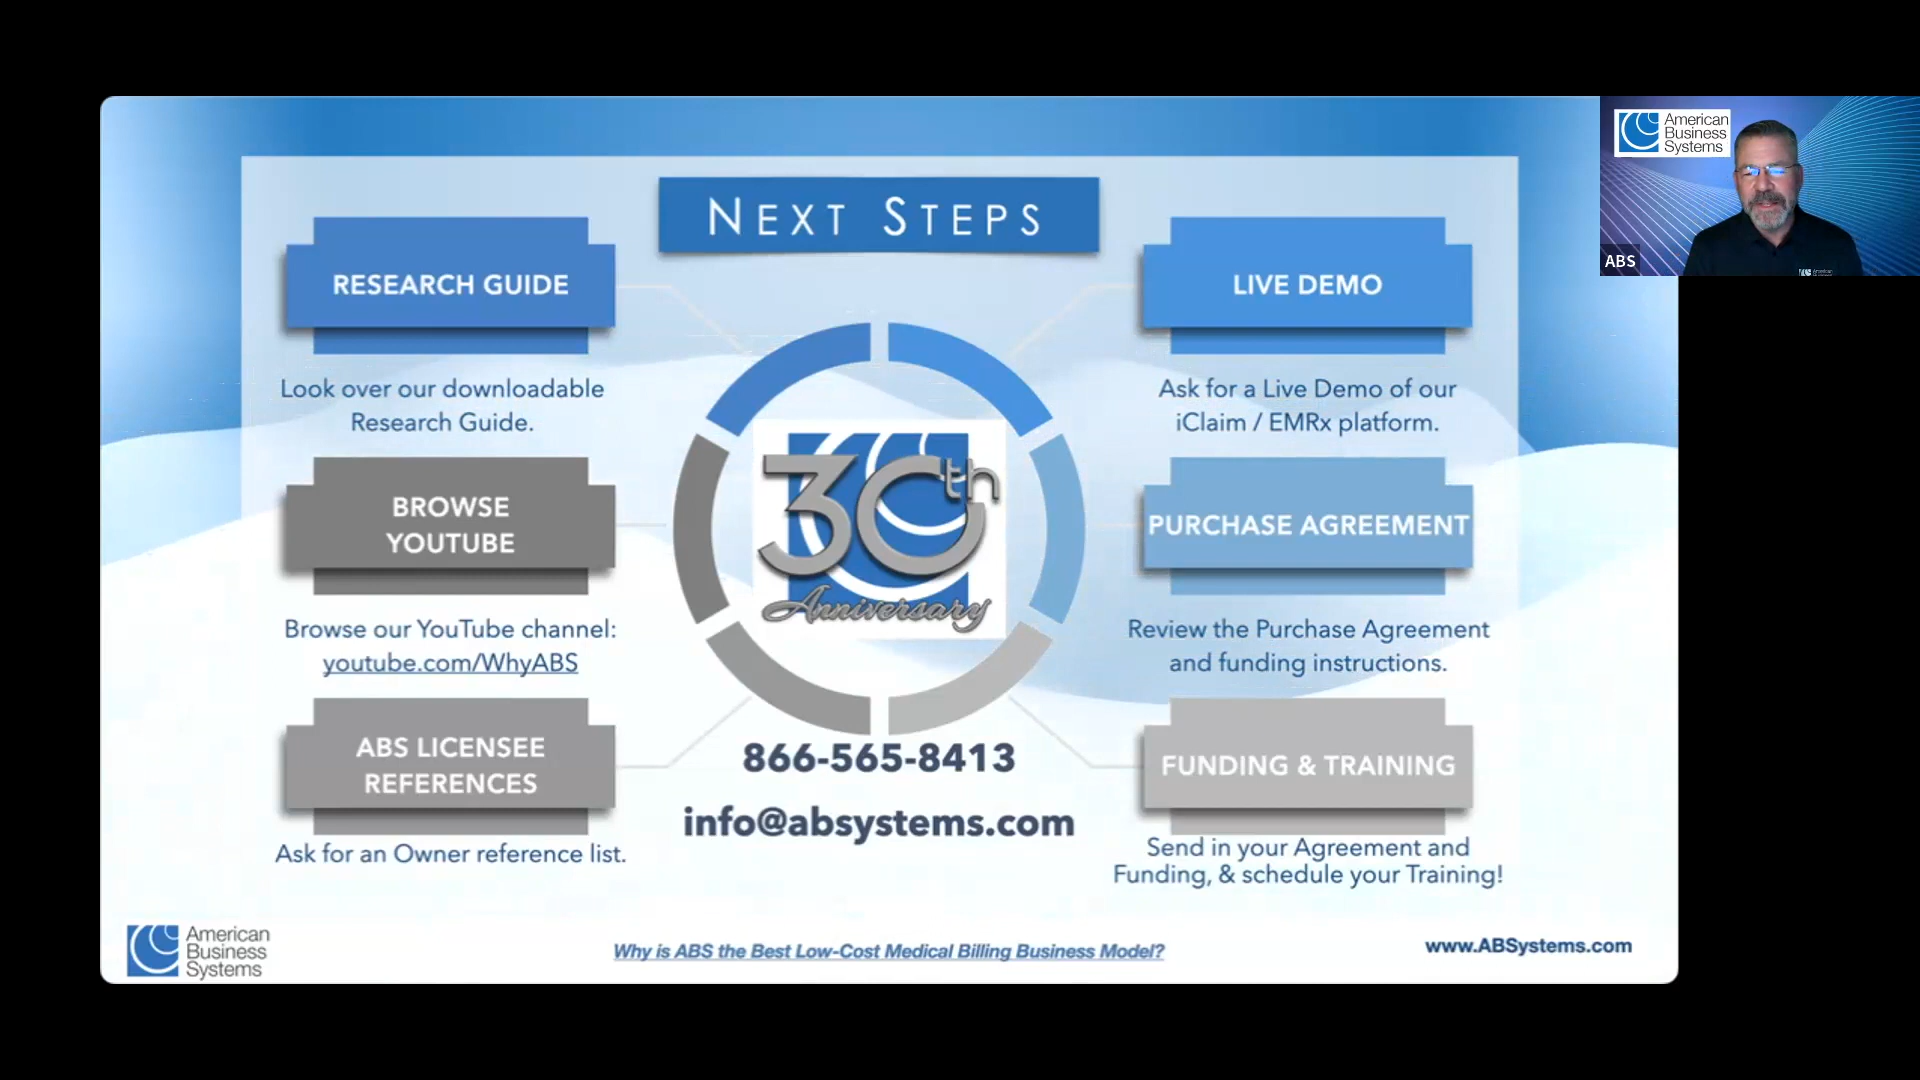 NEXT STEPS
RESEARCH GUIDE
Look over our downloadable
Research Guide.
BROWSE
YOUTUBE
Browse our YouTube channel:
youtube.com/WhyABS
ABS LICENSEE
REFERENCES
Ask for an Owner reference list.
30th
Anniversary
866-565-8413
info@absystems.com
LIVE DEMO
Ask for a Live Demo of our
iClaim / EMRx platform.
PURCHASE AGREEMENT
Review the Purchase Agreement
and funding instructions.
FUNDING & TRAINING
Send in your Agreement and
Funding, & schedule your Training!
American
Business
Systems
Why is ABS the Best Low-Cost Medical Billing Business Model?
www.ABSystems.com
American
Business
Systems
ABS